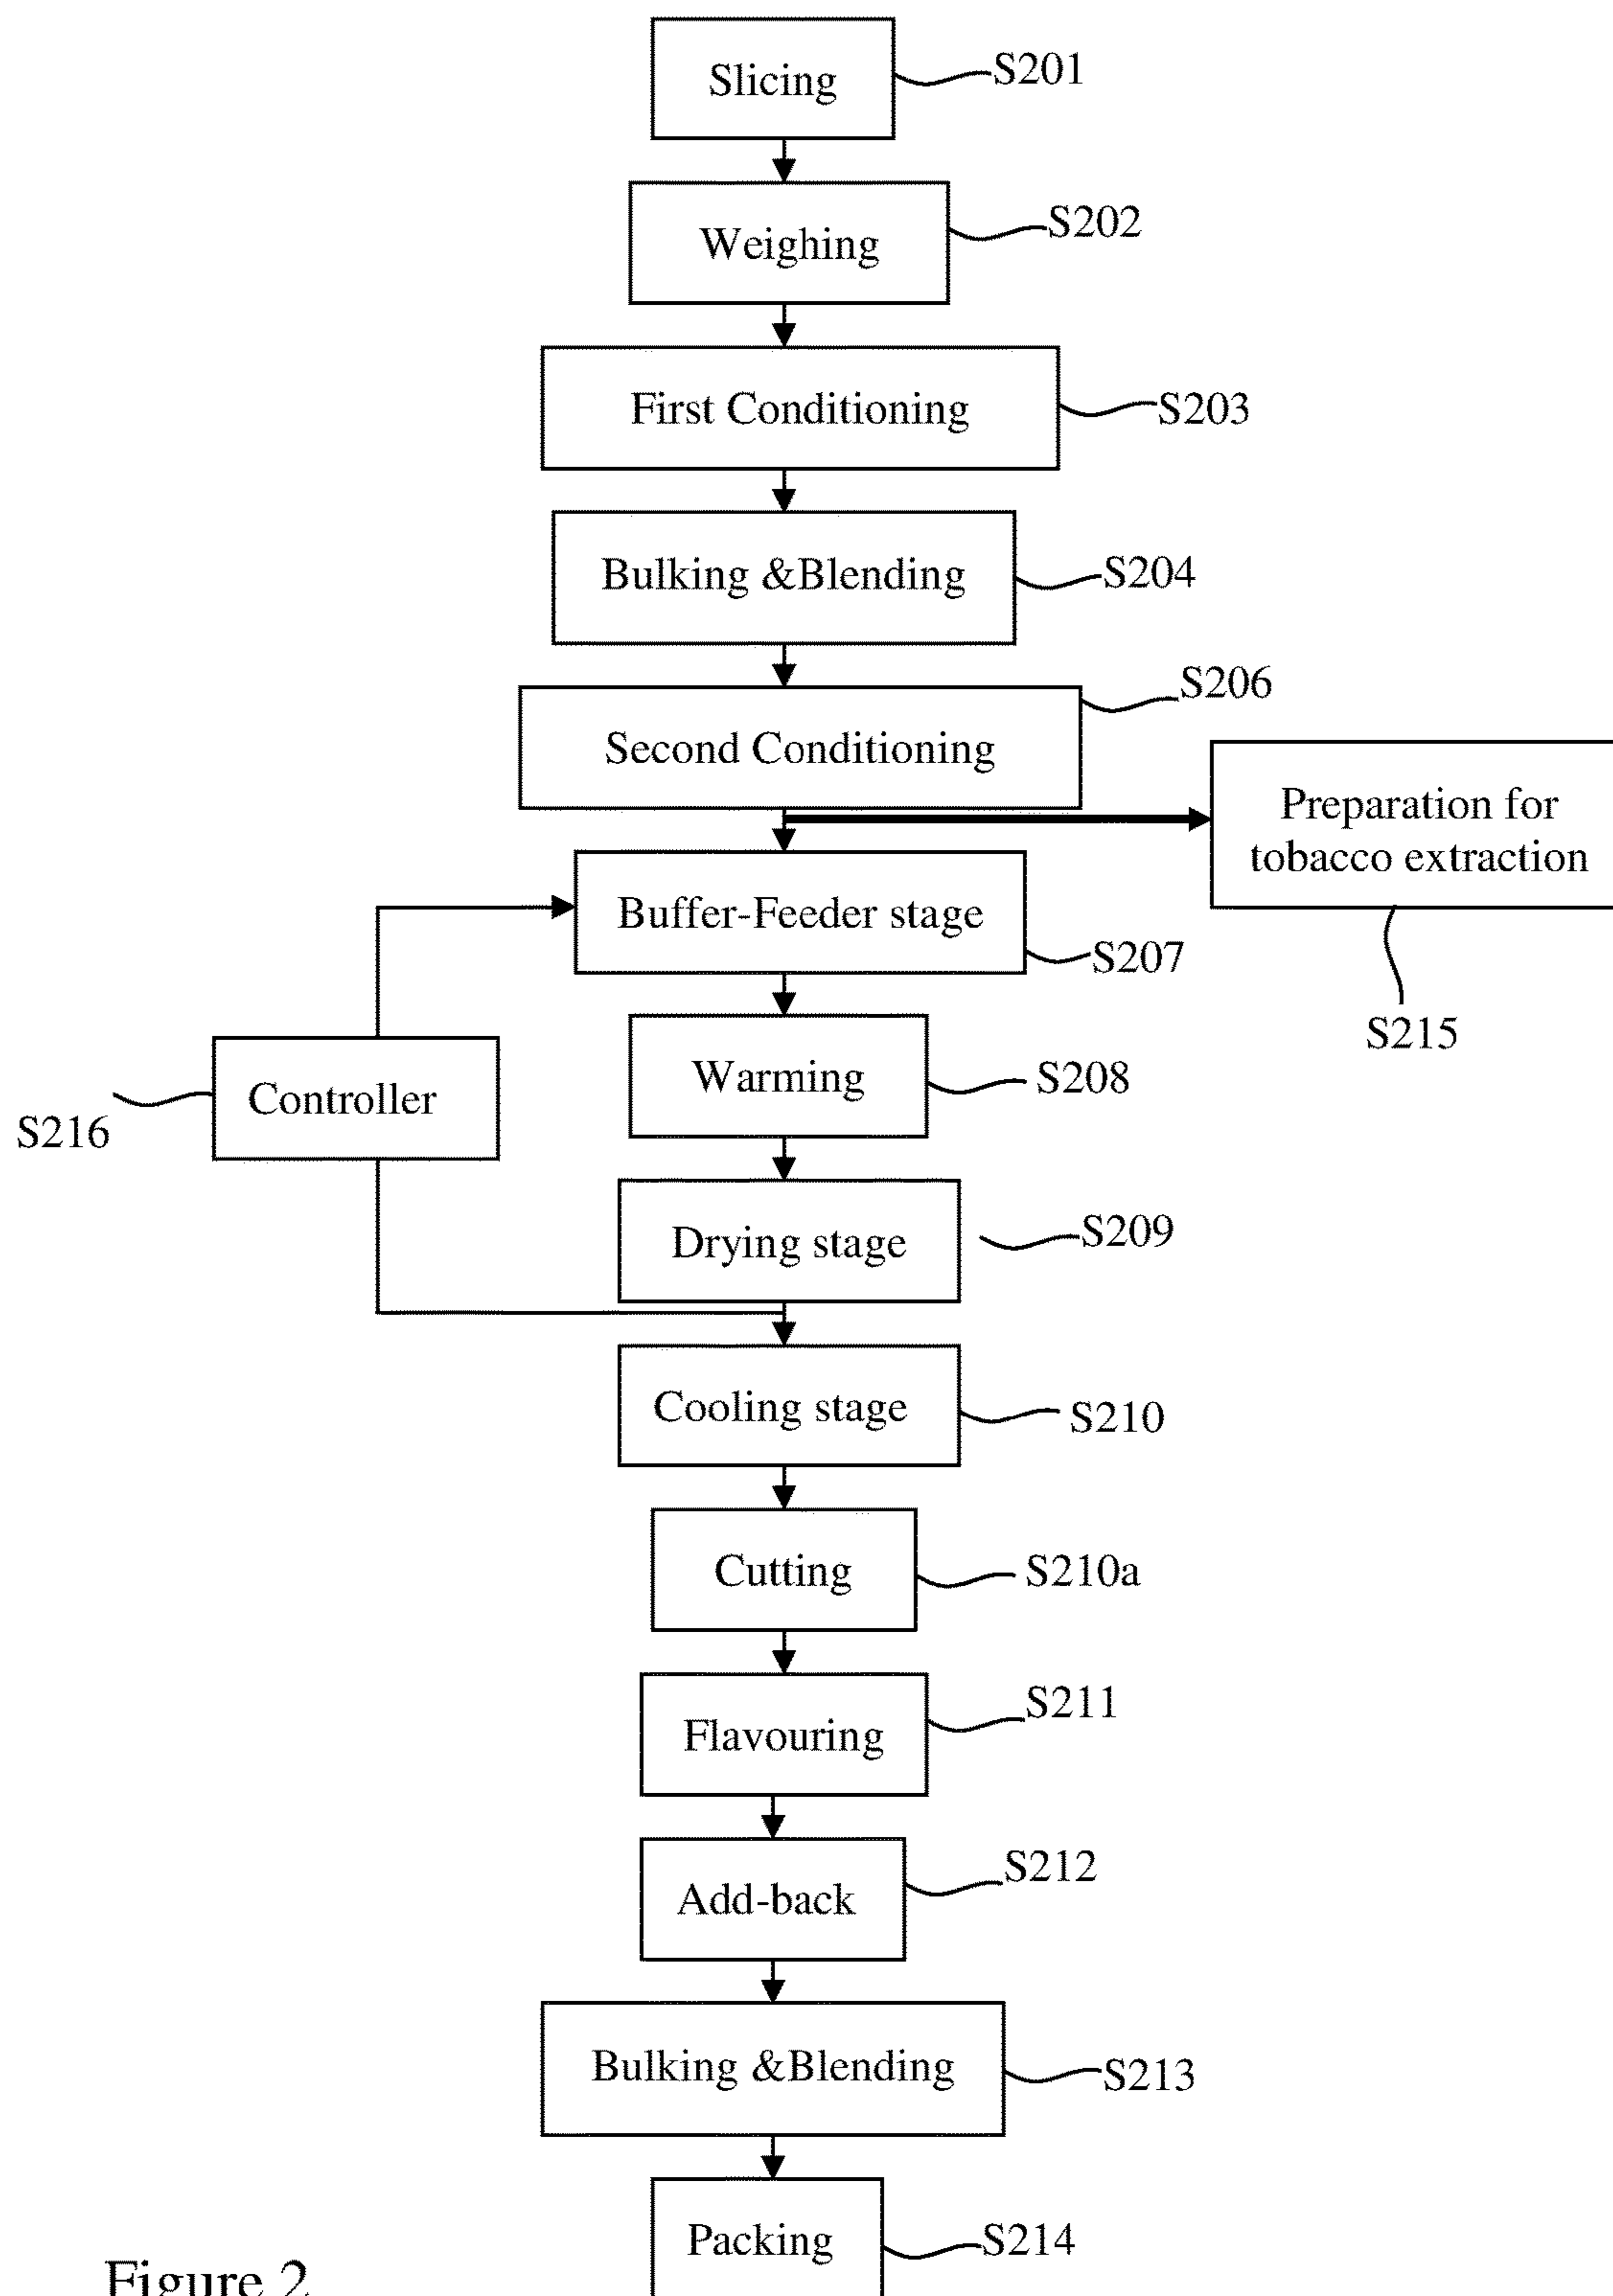 Slicing
S201
Weighing
S202
First Conditioning
S203
Bulking &Blending
S204
S206
Second Conditioning
Preparation for
tobacco extraction
Buffer-Feeder stage
S207
S215
Warming
S208
Controller
S216
Drying stage
S209
Cooling stage
S210
Cutting
S210a
S211
Flavouring
S212
Add-back
Bulking &Blending
S213
Packing
S214
Figure 2